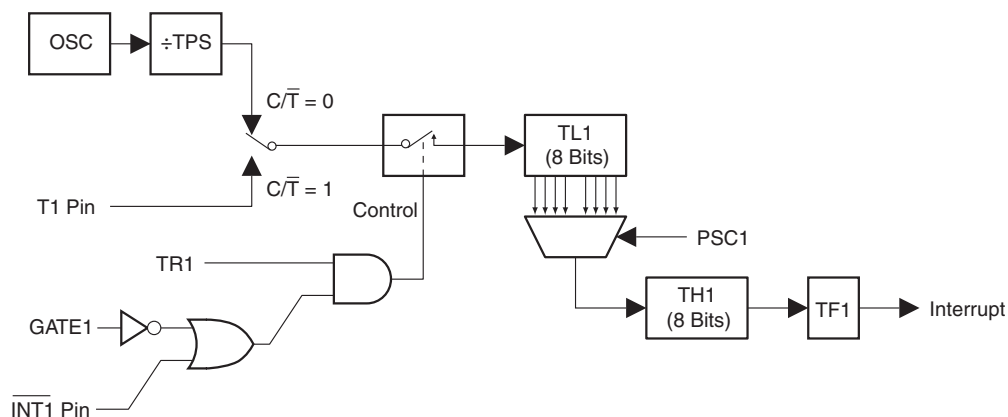 OSC
÷TPS
C/T̅ = 0
TL1
(8 Bits)
C/T̅ = 1
T1 Pin
Control
PSC1
TR1
TH1
(8 Bits)
TF1
Interrupt
GATE1
I̅N̅T̅1̅ Pin